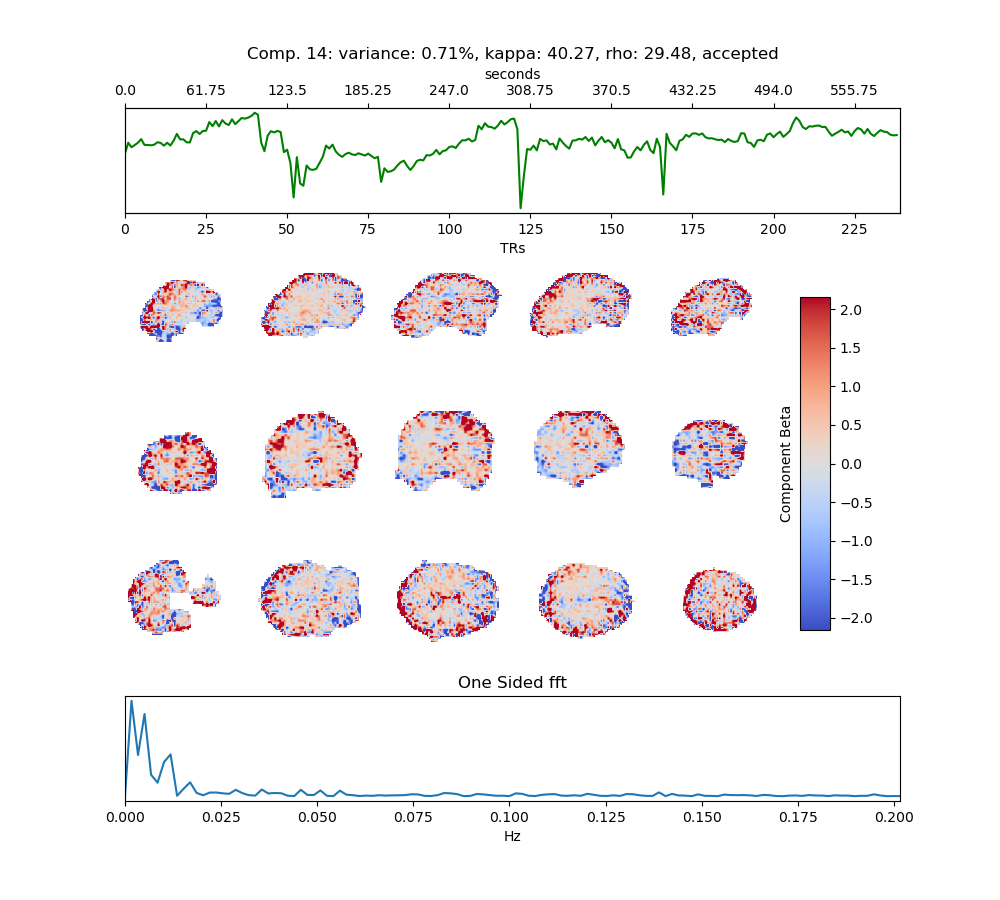 Comp. 14: variance: 0.71%, kappa: 40.27, rho: 29.48, accepted
seconds
0.0 61.75 123.5 185.25 247.0 308.75 370.5 432.25 494.0 555.75
0 25 50 75 100 125 150 175 200 225
TRs
2.0
1.5
1.0
0.5
0.0
−0.5
−1.0
−1.5
−2.0
Component Beta
One Sided fft
0.000 0.025 0.050 0.075 0.100 0.125 0.150 0.175 0.200
Hz